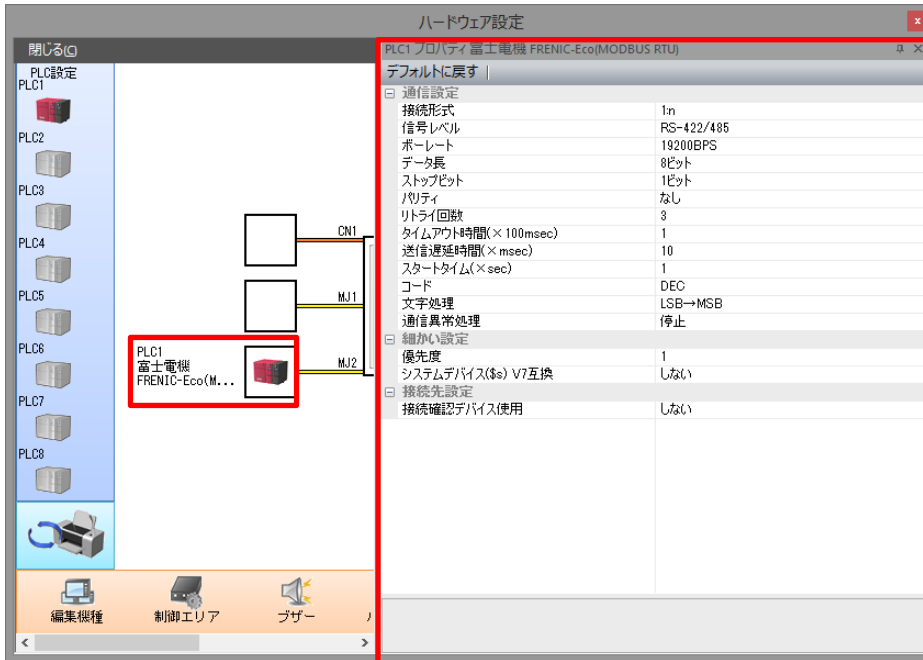 ハードウェア設定
x
閉じる(C)
PLC設定
PLC1
PLC2
PLC3
PLC4
PLC5
PLC6
PLC7
PLC8
CN1
MJ1
MJ2
PLC1
富士電機
FRENIC-Eco(M...
編集機種
制御エリア
ブザー
PLC1 プロパティ 富士電機 FRENIC-Eco(MODBUS RTU)
デフォルトに戻す
通信設定
接続形式 1:n
信号レベル RS-422/485
ボーレート 19200BPS
データ長 8ビット
ストップビット 1ビット
パリティ なし
リトライ回数 3
タイムアウト時間(×100msec) 1
送信遅延時間(×msec) 10
スタートタイム(×sec) 1
コード DEC
文字処理 LSB→MSB
通信異常処理 停止
細かい設定
優先度 1
システムデバイス($s) V7互換 しない
接続先設定
接続確認デバイス使用 しない